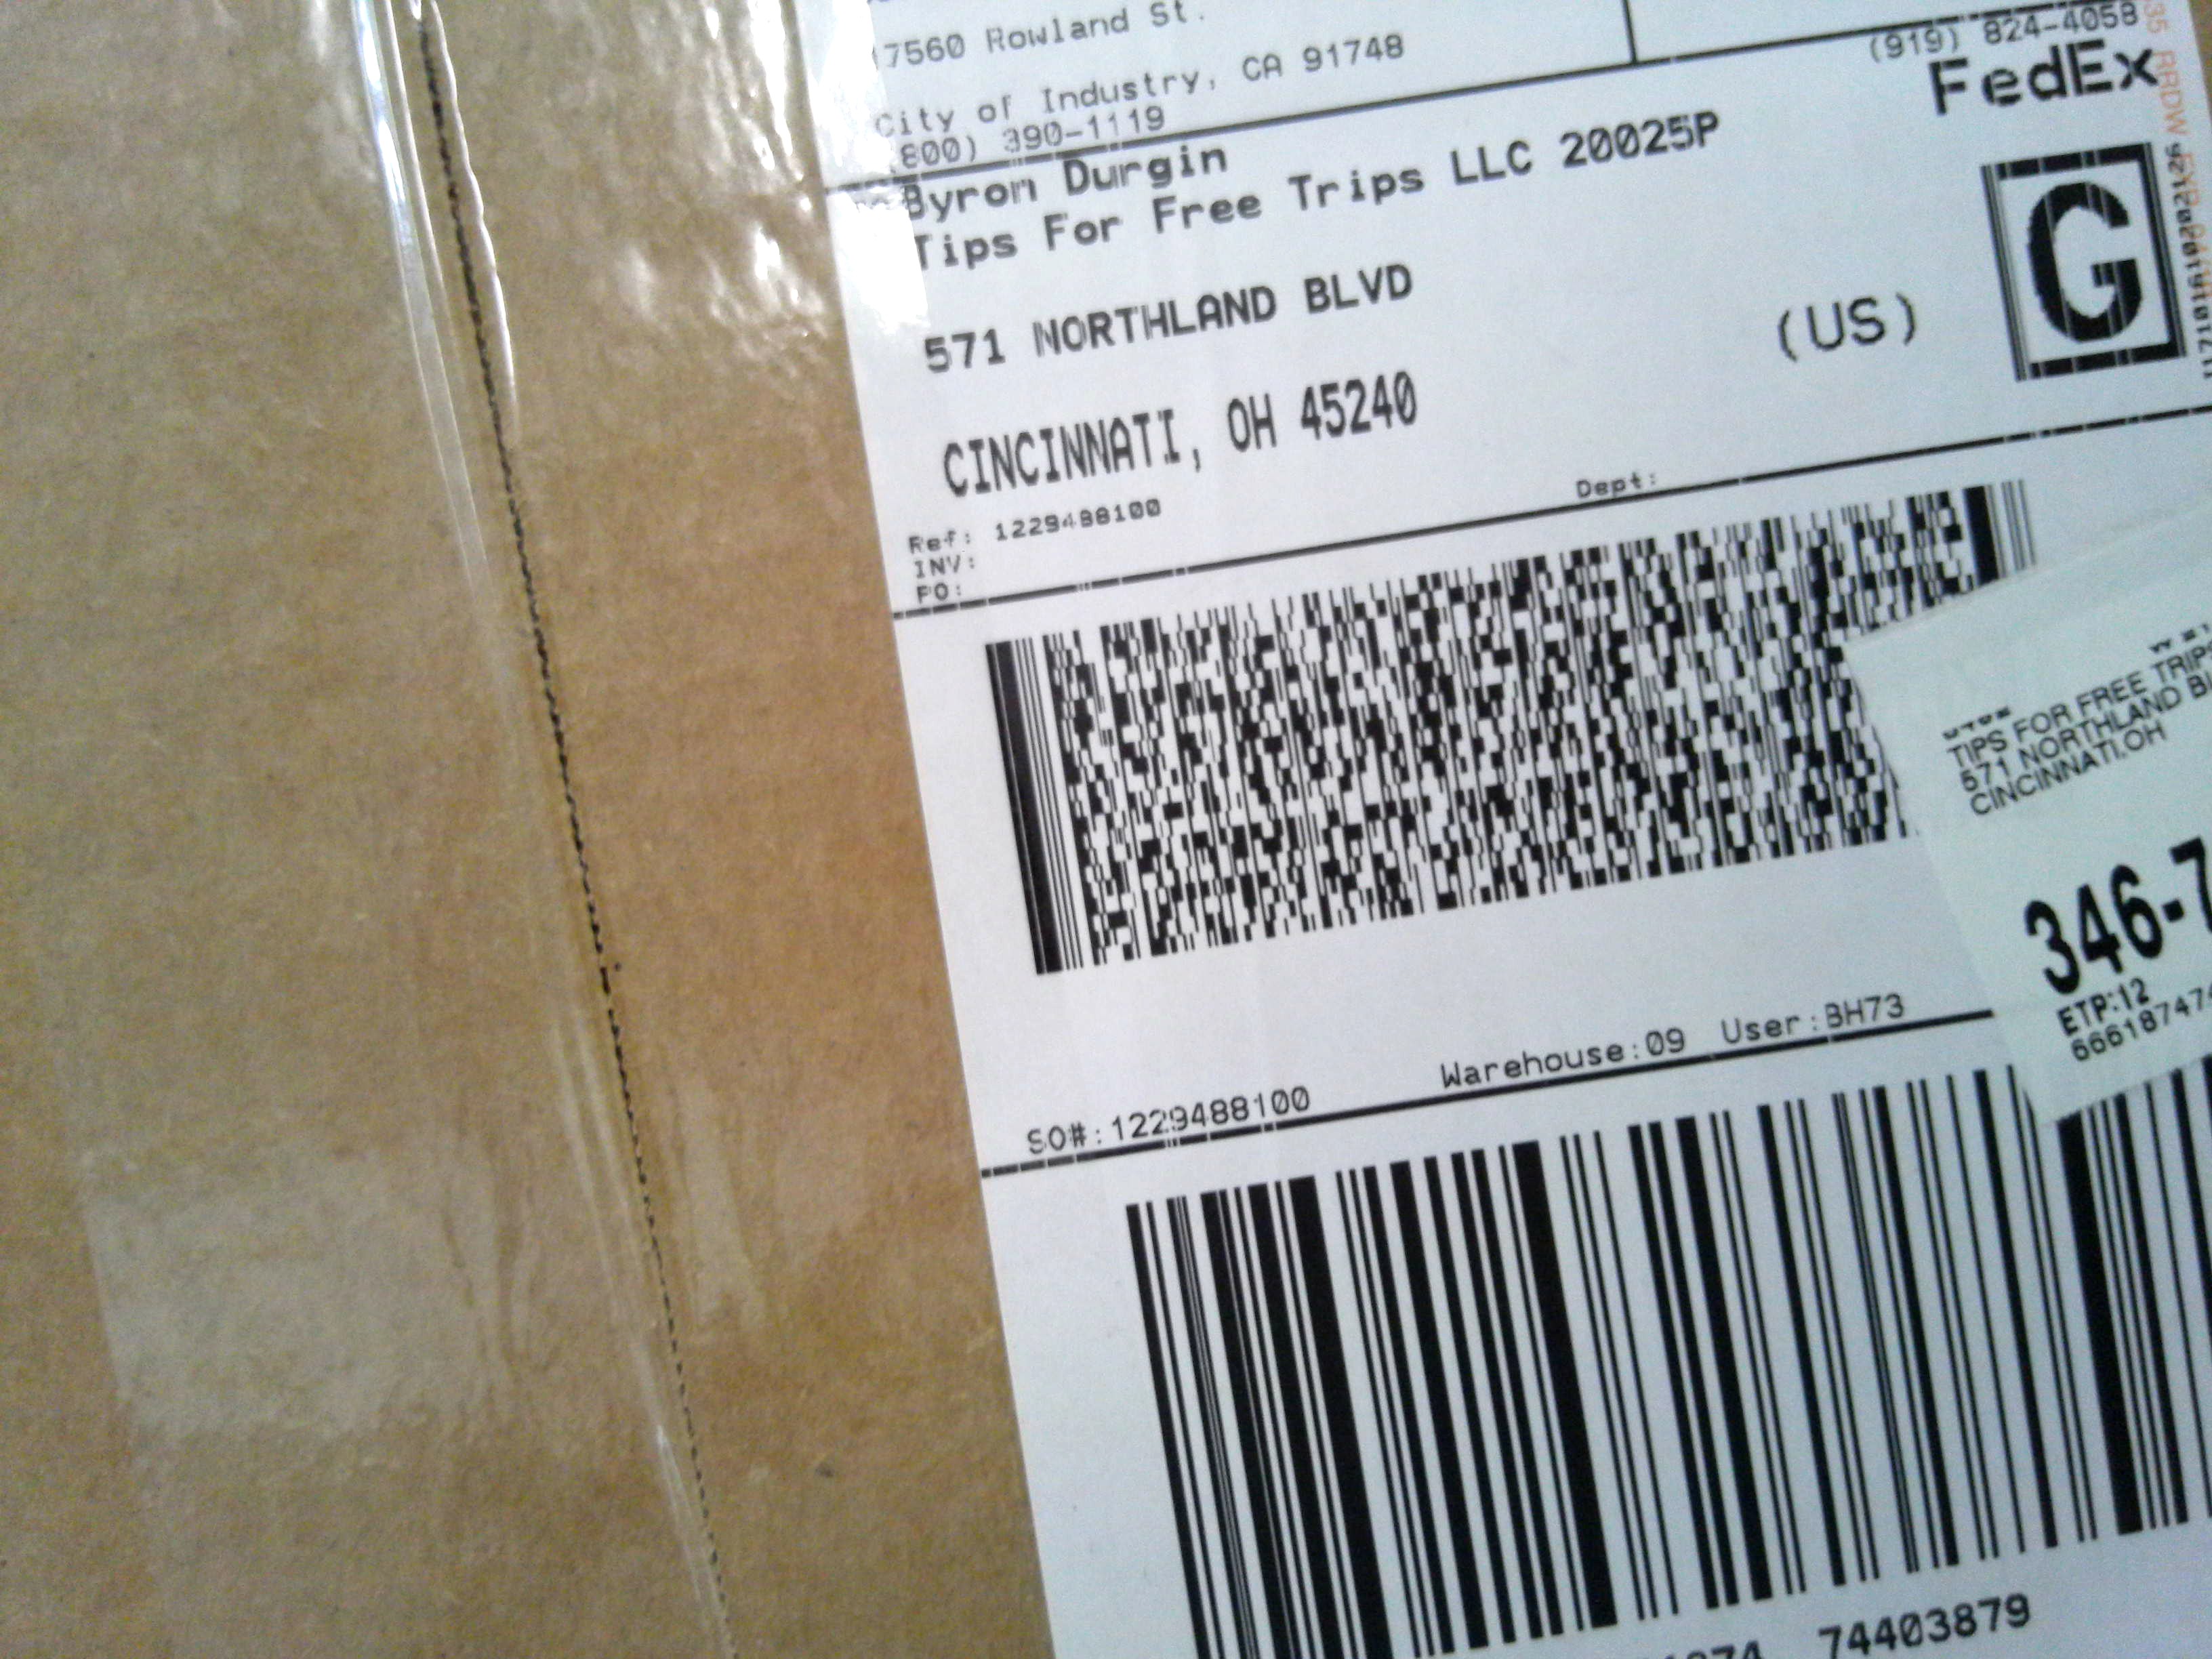 17560 Rowland St.
City of Industry, CA 91748
800) 390-1119
(919) 824-4058
FedEx
Byron Durgin
Tips For Free Trips LLC 20025P
571 NORTHLAND BLVD
(US)
G
CINCINNATI, OH 45240
Ref: 1229488100
Dept:
INV:
PO:
TIPS FOR FREE TRIPS
571 NORTHLAND
CINCINNATI.OH
346-7
ETP:12
66618747
SO#:1229488100 Warehouse:09 User:BH73
74403879